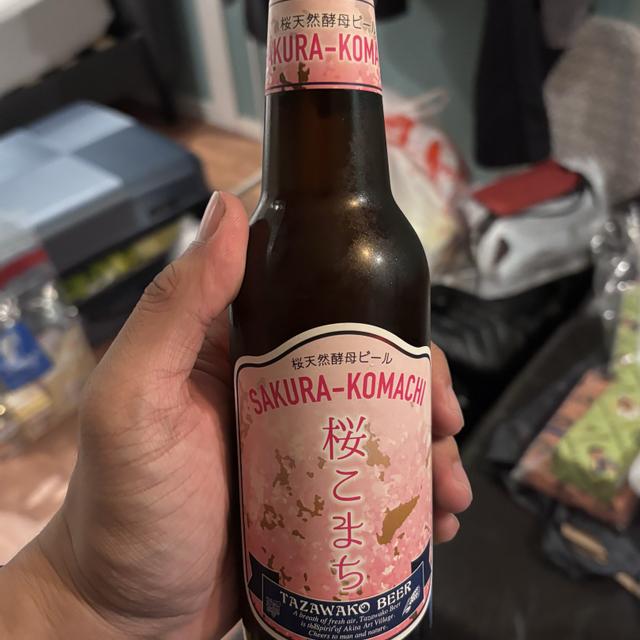 桜天然酵母ビール
SAKURA-KOMA
桜天然酵母ビール
SAKURA-KOMACHI
桜こまち
TAZAWAKO BEER
A breath of fresh air, Tazawako Beer
is the Spirit of Akita Art Village.
Cheers to man and nature.